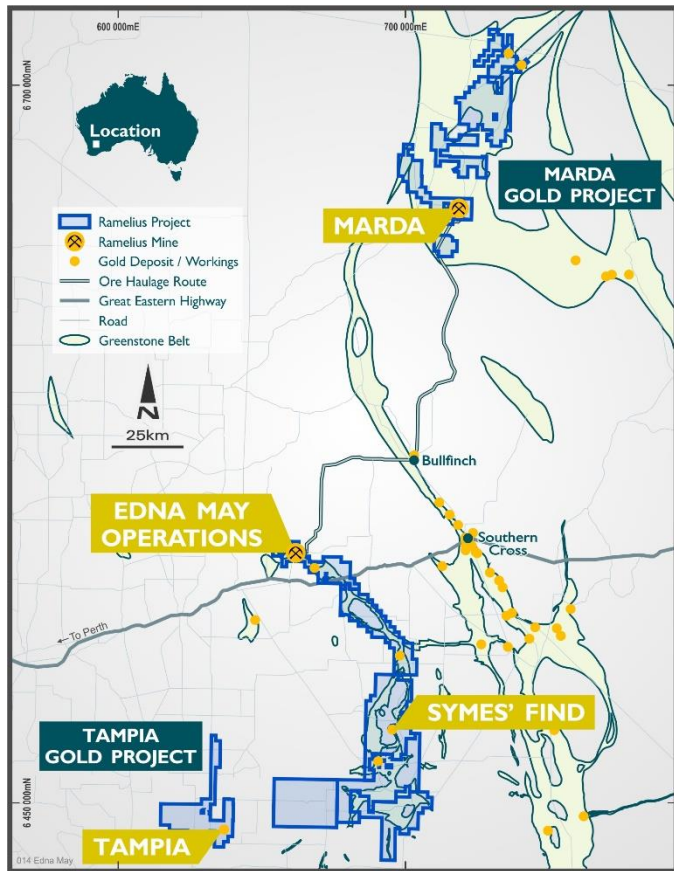 600 000mE
700 000mE
6 700 000mN
Location
MARDA
GOLD PROJECT
MARDA
Ramelius Project
Ramelius Mine
Gold Deposit / Workings
Ore Haulage Route
Great Eastern Highway
Road
Greenstone Belt
N
25km
Bullfinch
EDNA MAY
OPERATIONS
Southern
Cross
To Perth
SYMES' FIND
TAMPIA
GOLD PROJECT
6 450 000mN
TAMPIA
014 Edna May